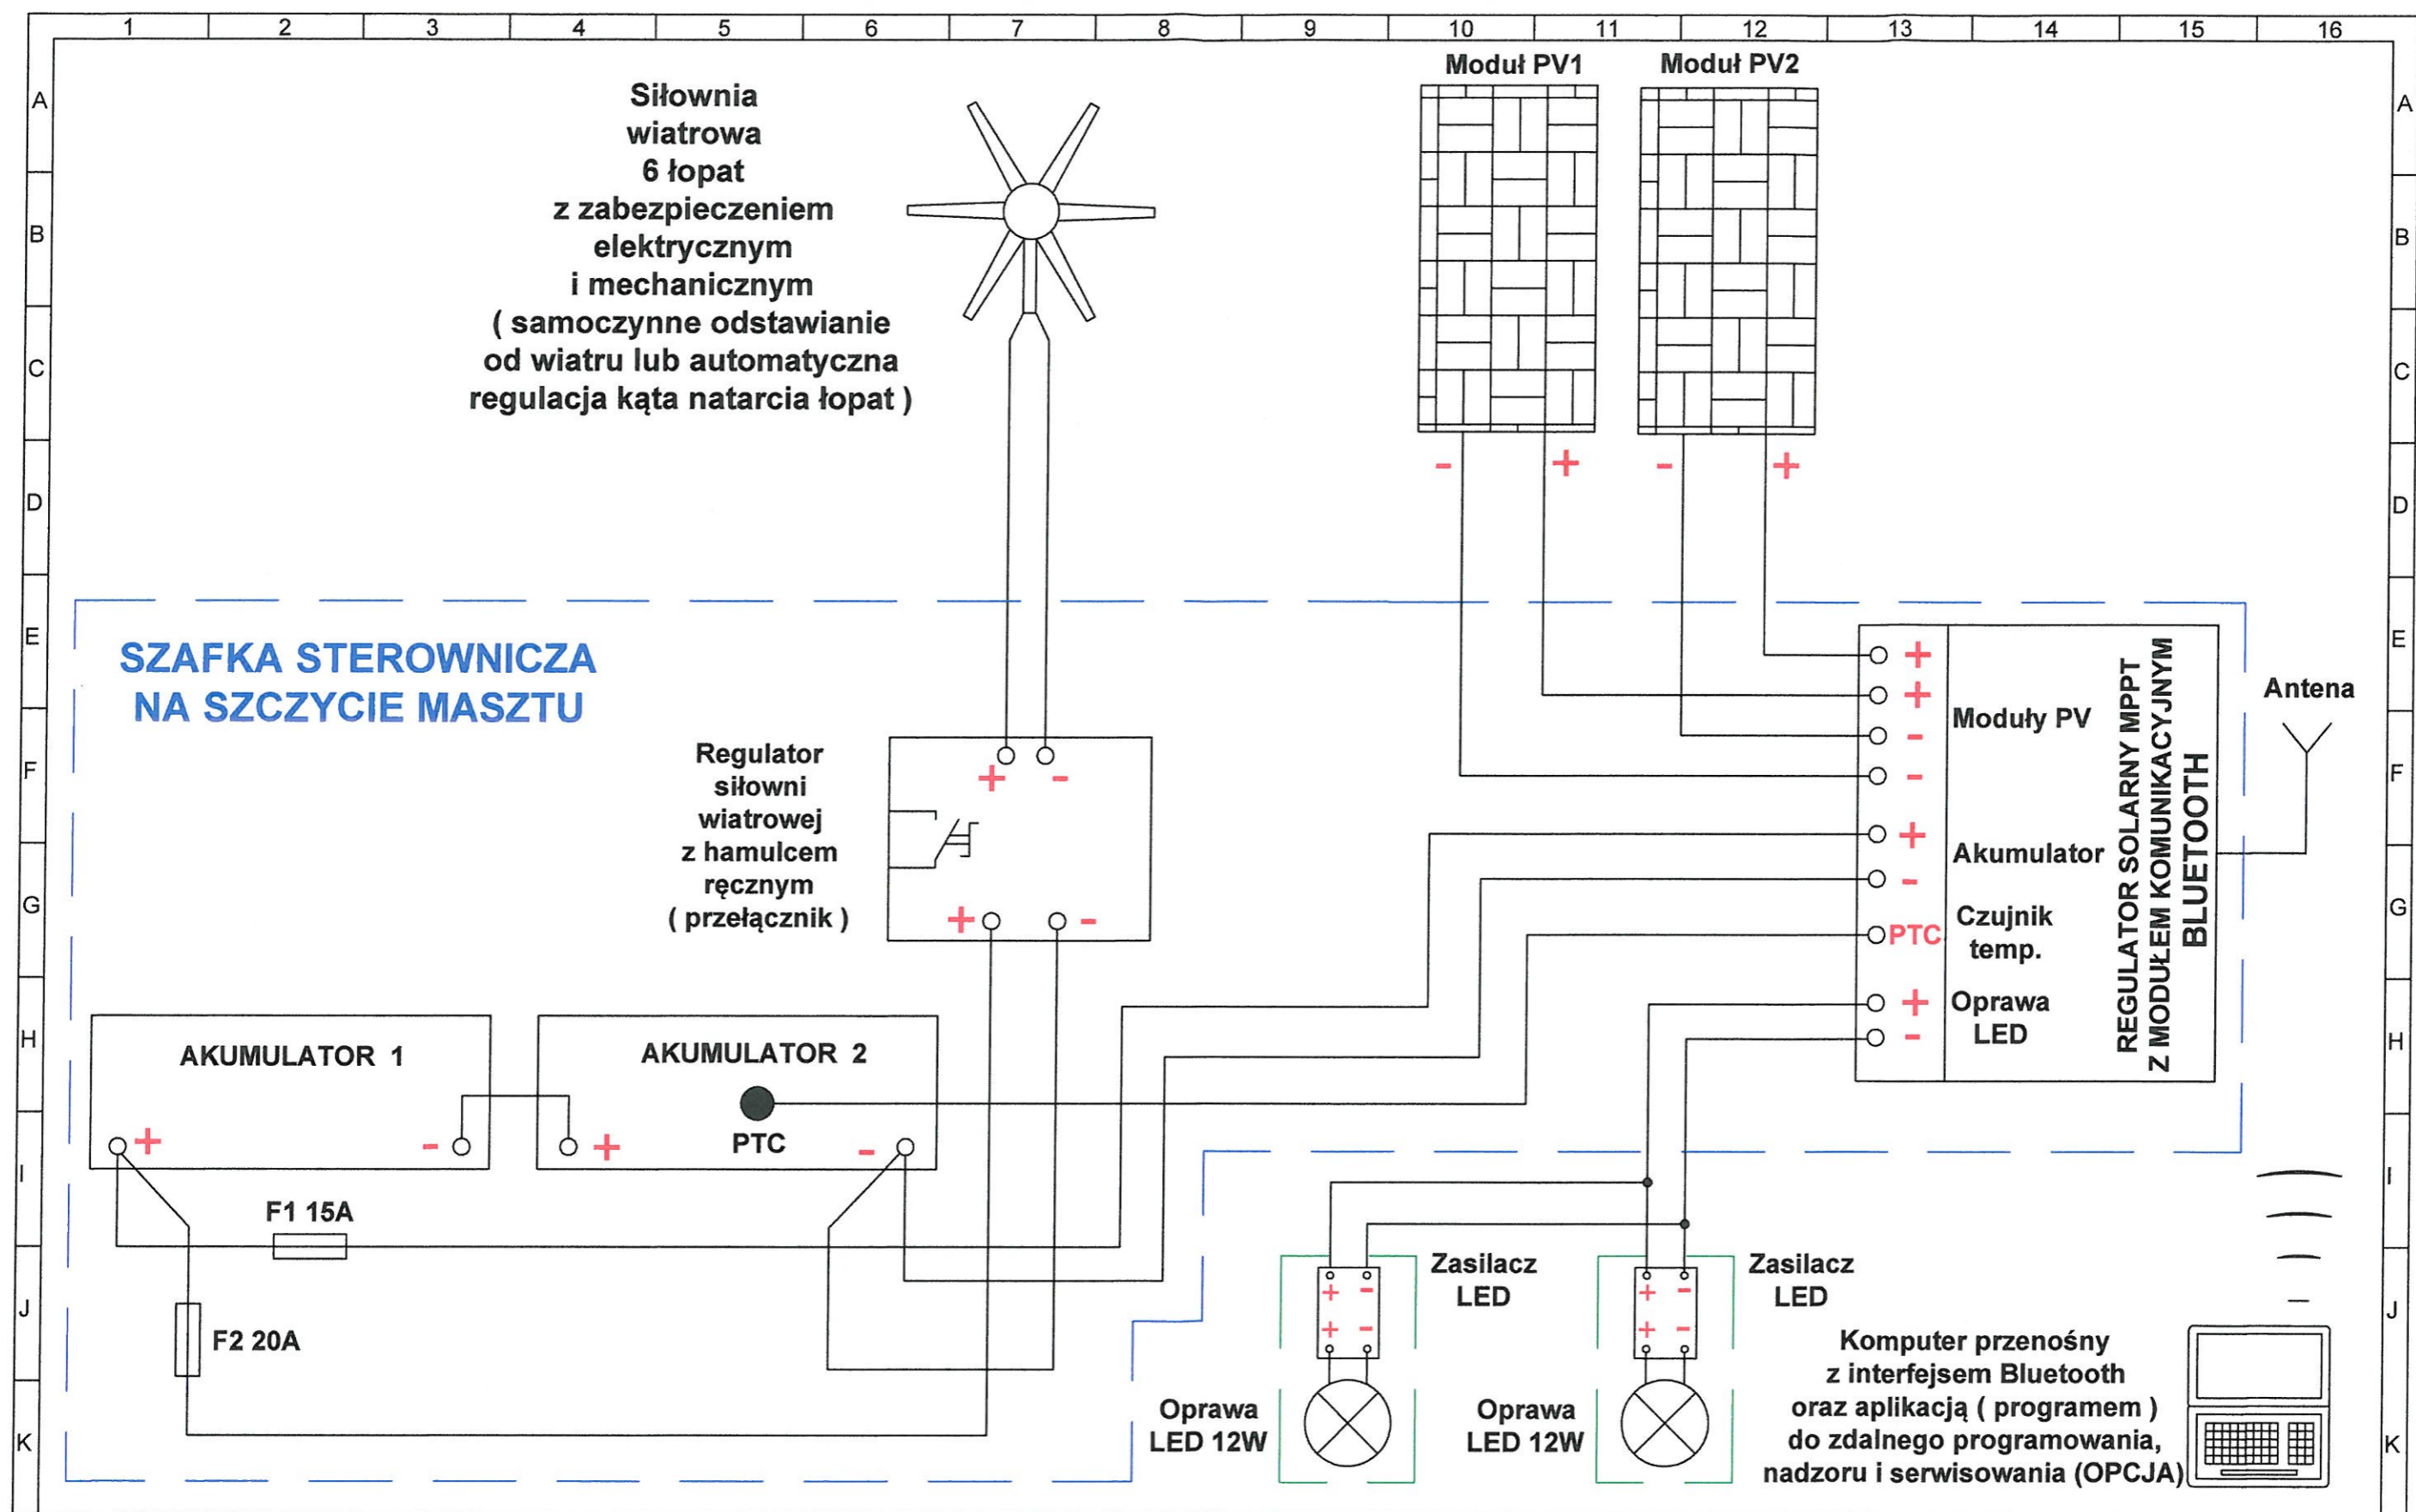 1 2 3 4 5 6 7 8 9 10 11 12 13 14 15 16
A
B
C
D
E
F
G
H
I
J
K
A
B
C
D
E
F
G
H
I
J
K
Siłownia
wiatrowa
6 łopat
z zabezpieczeniem
elektrycznym
i mechanicznym
( samoczynne odstawianie
od wiatru lub automatyczna
regulacja kąta natarcia łopat )
Moduł PV1
- +
Moduł PV2
- +
SZAFKA STEROWNICZA
NA SZCZYCIE MASZTU
Regulator
siłowni
wiatrowej
z hamulcem
ręcznym
( przełącznik )
+ -
+ -
+
+
-
-
Moduły PV
+
-
Akumulator
PTC
Czujnik
temp.
+
-
Oprawa
LED
REGULATOR SOLARNY MPPT
Z MODUŁEM KOMUNIKACYJNYM
BLUETOOTH
Antena
AKUMULATOR 1
+ -
AKUMULATOR 2
PTC
+ -
F1 15A
F2 20A
Zasilacz
LED
+ -
+ -
Oprawa
LED 12W
Zasilacz
LED
+ -
+ -
Oprawa
LED 12W
Komputer przenośny
z interfejsem Bluetooth
oraz aplikacją ( programem )
do zdalnego programowania,
nadzoru i serwisowania (OPCJA)